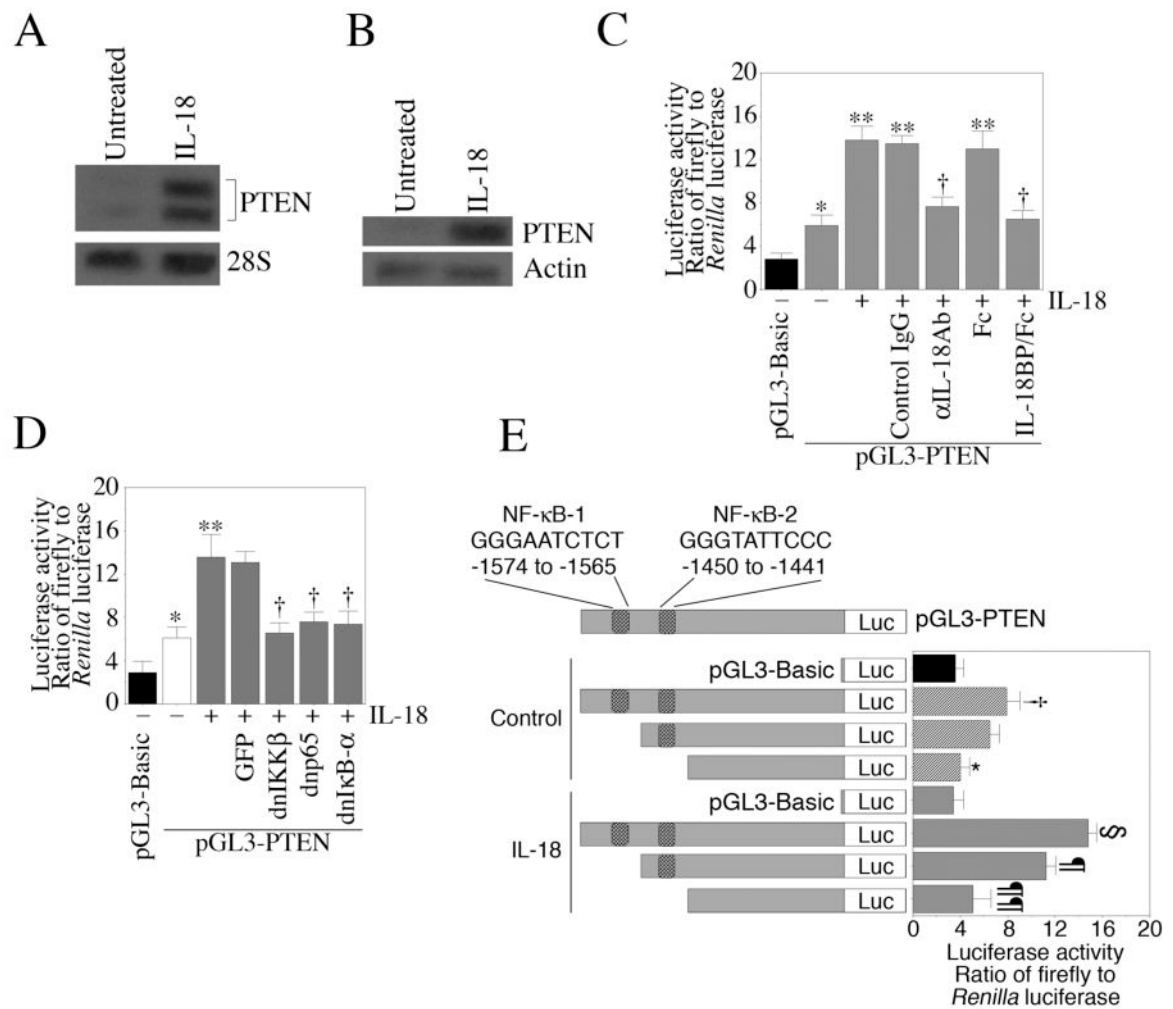 A
Untreated
IL-18
PTEN
28S
B
Untreated
IL-18
PTEN
Actin
C
Luciferase activity
Ratio of firefly to
Renilla luciferase
20
16
12
8
4
0
*
**
**
†
**
†
– – + + + + + IL-18
pGL3-Basic
Control IgG
αIL-18Ab
Fc
IL-18BP/Fc
pGL3-PTEN
D
Luciferase activity
Ratio of firefly to
Renilla luciferase
20
16
12
8
4
0
*
**
†
†
†
– – + + + + + IL-18
pGL3-Basic
GFP
dnIKKβ
dnp65
dnIκB-α
pGL3-PTEN
E
NF-κB-1
GGGAATCTCT
-1574 to -1565
NF-κB-2
GGGTATTCCC
-1450 to -1441
Luc pGL3-PTEN
Control
pGL3-Basic Luc
Luc †
Luc
Luc *
IL-18
pGL3-Basic Luc
Luc §
Luc ¶
Luc ¶¶
0 4 8 12 16 20
Luciferase activity
Ratio of firefly to
Renilla luciferase